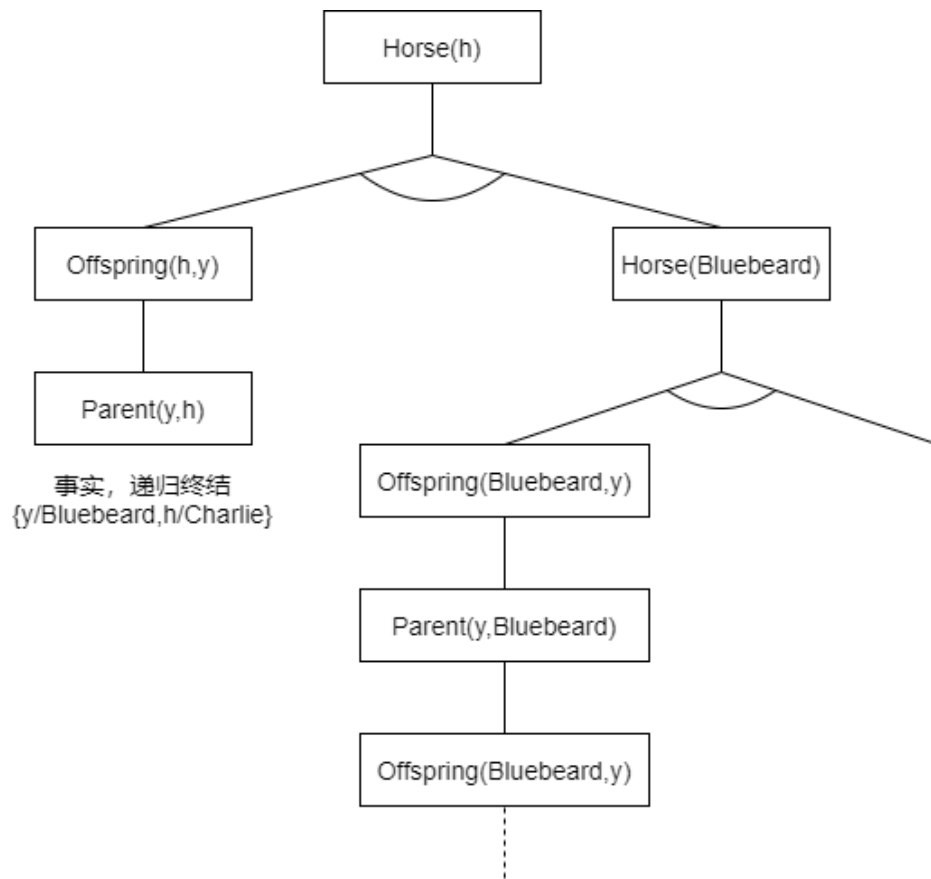 Horse(h)
Offspring(h,y)
Horse(Bluebeard)
Parent(y,h)
事实，递归终结
{y/Bluebeard,h/Charlie}
Offspring(Bluebeard,y)
Parent(y,Bluebeard)
Offspring(Bluebeard,y)